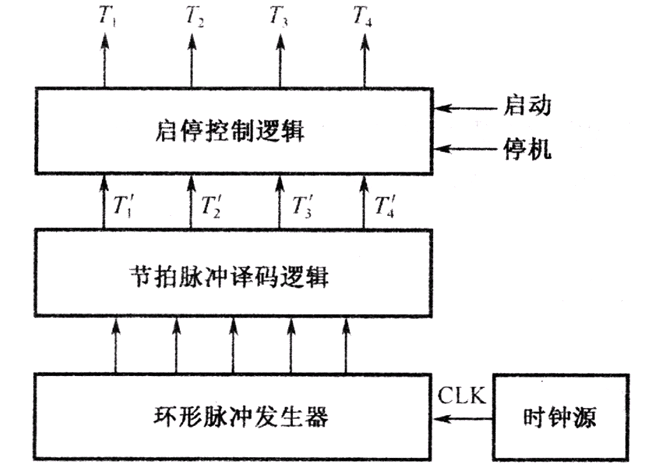 T₁ T₂ T₃ T₄
启停控制逻辑
启动
停机
T₁′ T₂′ T₃′ T₄′
节拍脉冲译码逻辑
环形脉冲发生器
CLK
时钟源